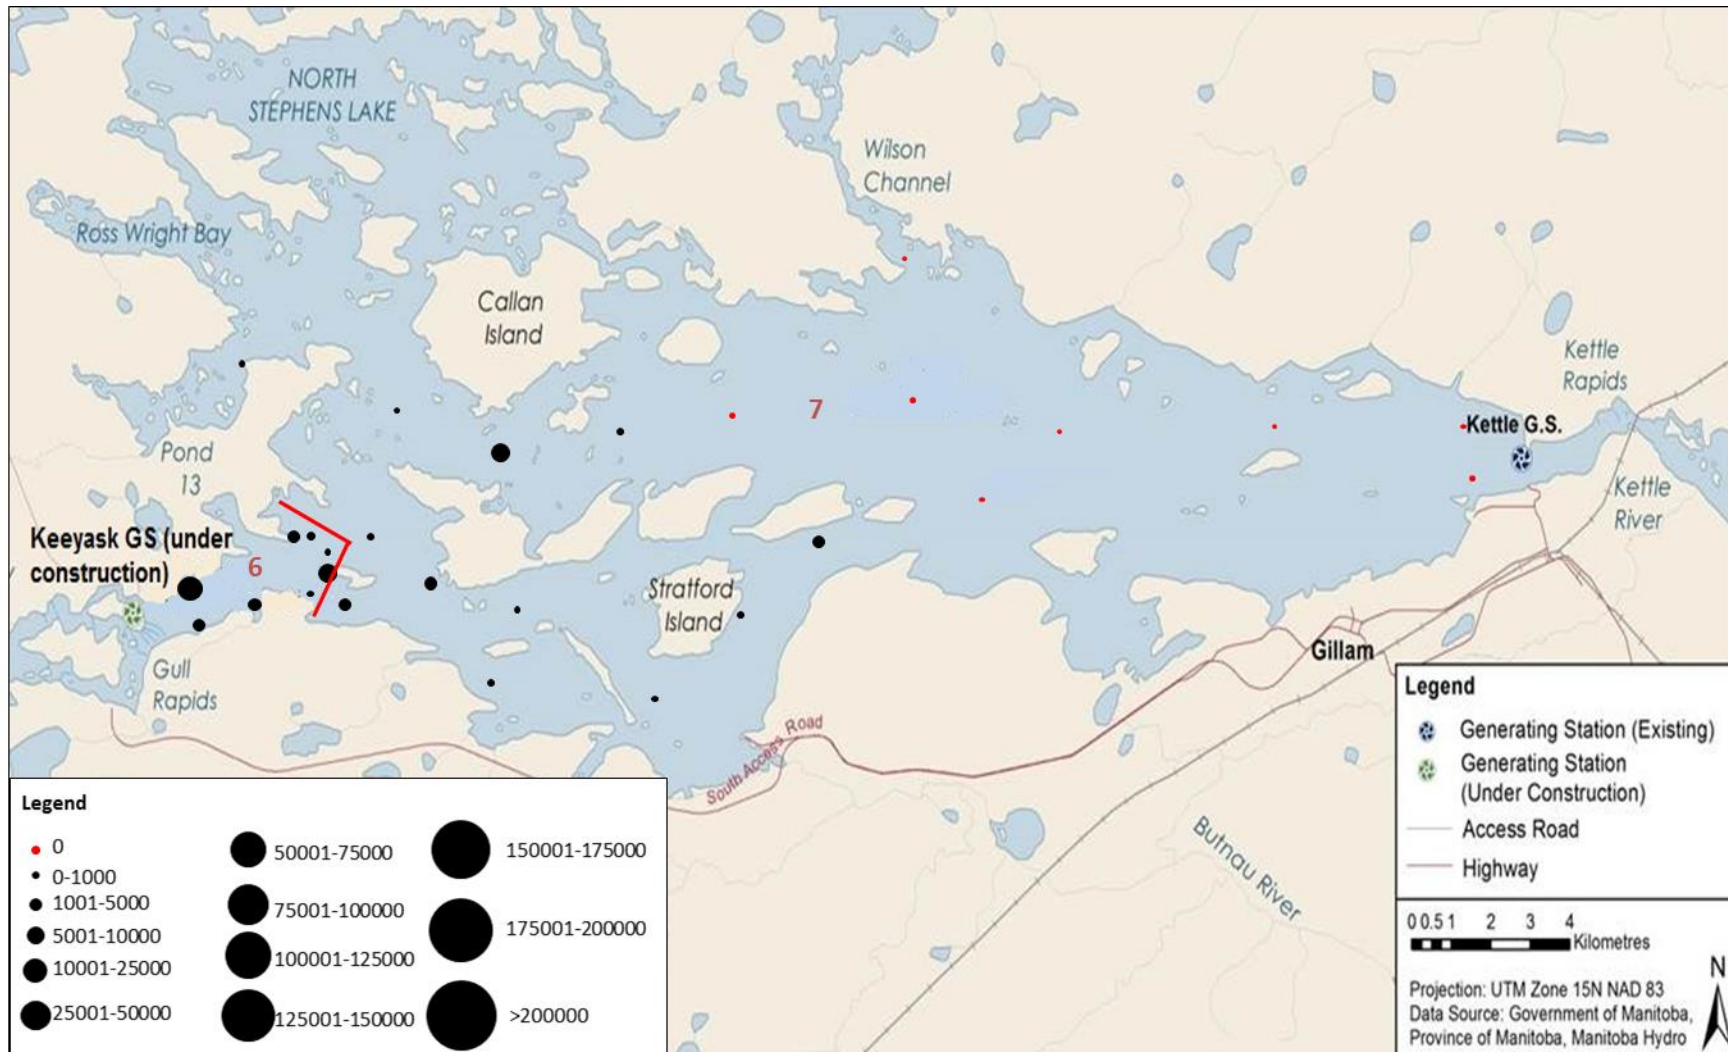 NORTH
STEPHENS LAKE
Wilson
Channel
Ross Wright Bay
Callan
Island
Kettle
Rapids
7
Kettle G.S.
Pond
13
Kettle
River
Keeyask GS (under
construction)
6
Stratford
Island
Gillam
Gull
Rapids
South Access Road
Butnau River
Legend
Generating Station (Existing)
Generating Station
(Under Construction)
Access Road
Highway
0 0.5 1 2 3 4
Kilometres
N
Projection: UTM Zone 15N NAD 83
Data Source: Government of Manitoba,
Province of Manitoba, Manitoba Hydro
Legend
0
0-1000
1001-5000
5001-10000
10001-25000
25001-50000
50001-75000
75001-100000
100001-125000
125001-150000
150001-175000
175001-200000
>200000